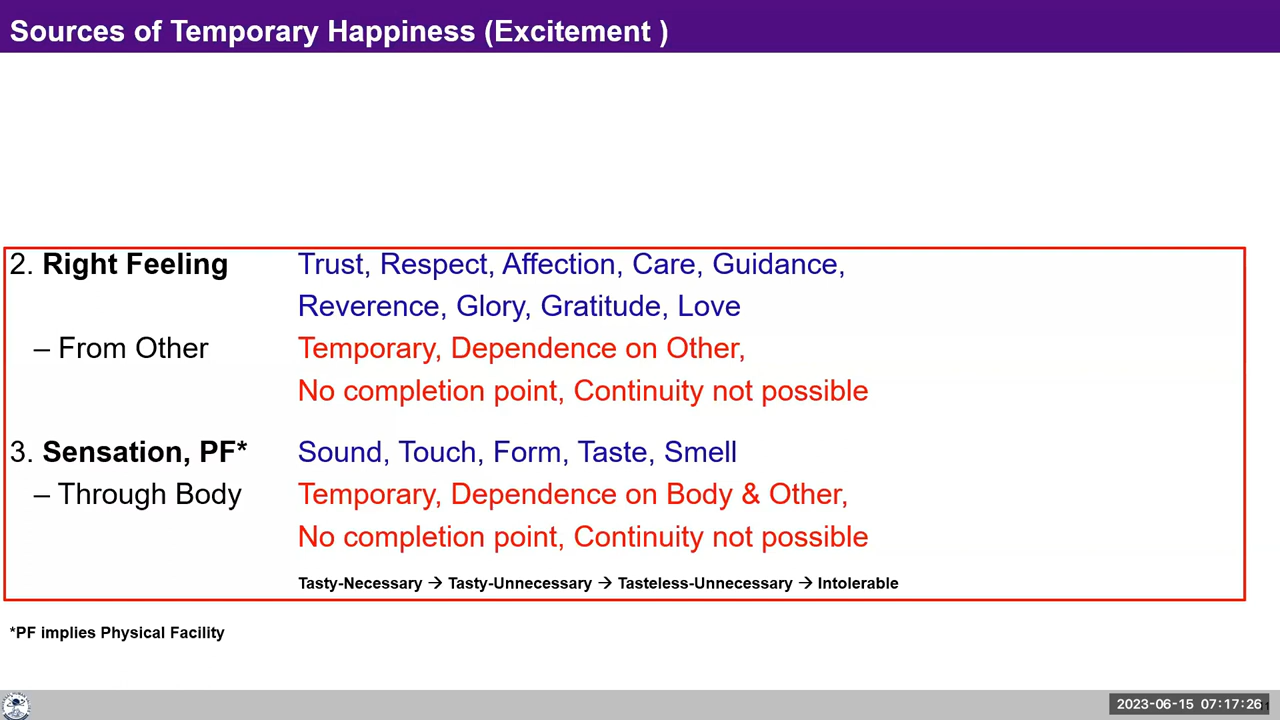 Sources of Temporary Happiness (Excitement )
2. Right Feeling Trust, Respect, Affection, Care, Guidance,
Reverence, Glory, Gratitude, Love
– From Other Temporary, Dependence on Other,
No completion point, Continuity not possible
3. Sensation, PF* Sound, Touch, Form, Taste, Smell
– Through Body Temporary, Dependence on Body & Other,
No completion point, Continuity not possible
Tasty-Necessary → Tasty-Unnecessary → Tasteless-Unnecessary → Intolerable
*PF implies Physical Facility
2023-06-15 07:17:26